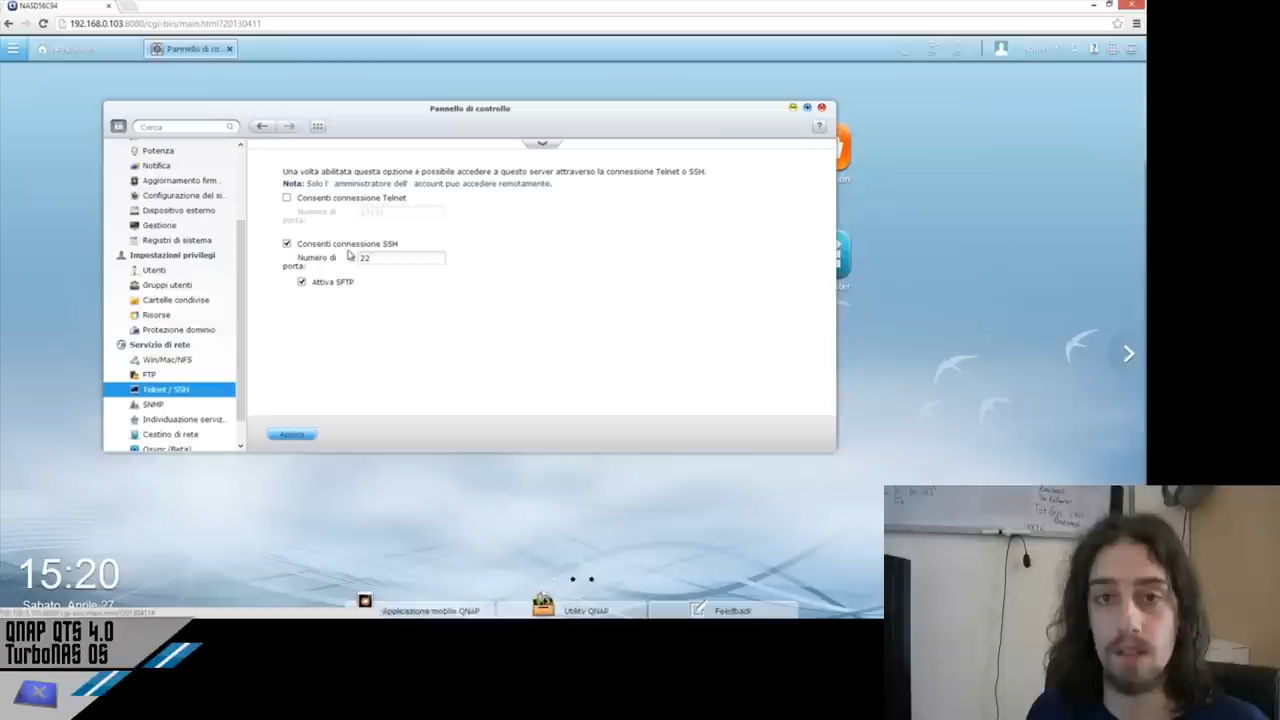 NASD56C94
192.168.0.103:8080/cgi-bin/main.html?20130411
Pannello di co...
Pannello di controllo
Cerca
Potenza
Notifica
Aggiornamento firm...
Configurazione del si...
Dispositivo esterno
Gestione
Registri di sistema
Impostazioni privilegi
Utenti
Gruppi utenti
Cartelle condivise
Risorse
Protezione dominio
Servizio di rete
Win/Mac/NFS
FTP
Telnet / SSH
SNMP
Individuazione serviz...
Cestino di rete
Qsync (Beta)
Una volta abilitata questa opzione è possibile accedere a questo server attraverso la connessione Telnet o SSH.
Nota: Solo l' amministratore dell' account può accedere remotamente.
Consenti connessione Telnet
Numero di
porta:
Consenti connessione SSH
Numero di 22
porta:
Attiva SFTP
Applica
15:20
Sabato, Aprile 27
Applicazione mobile QNAP
Utility QNAP
Feedback
QNAP QTS 4.0
TurboNAS OS